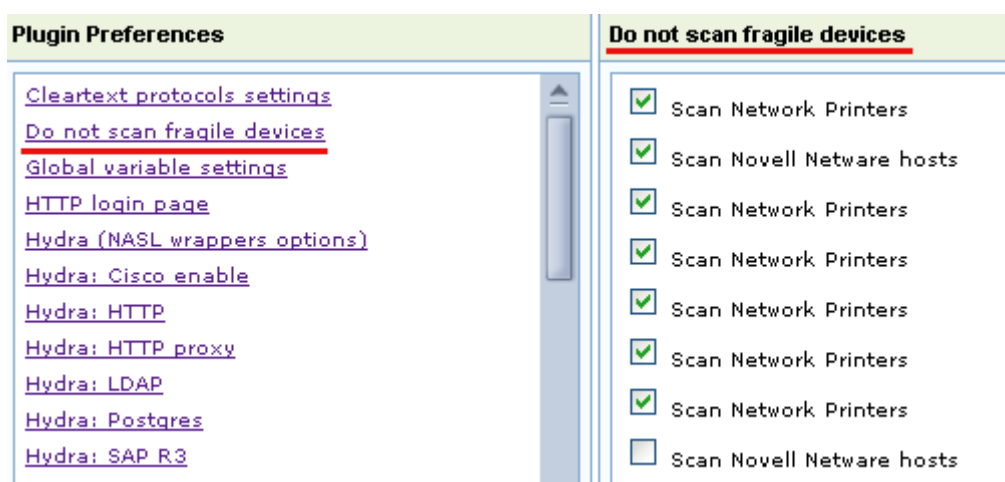 Plugin Preferences
Cleartext protocols settings
Do not scan fragile devices
Global variable settings
HTTP login page
Hydra (NASL wrappers options)
Hydra: Cisco enable
Hydra: HTTP
Hydra: HTTP proxy
Hydra: LDAP
Hydra: Postgres
Hydra: SAP R3
Do not scan fragile devices
Scan Network Printers
Scan Novell Netware hosts
Scan Network Printers
Scan Network Printers
Scan Network Printers
Scan Network Printers
Scan Network Printers
Scan Novell Netware hosts